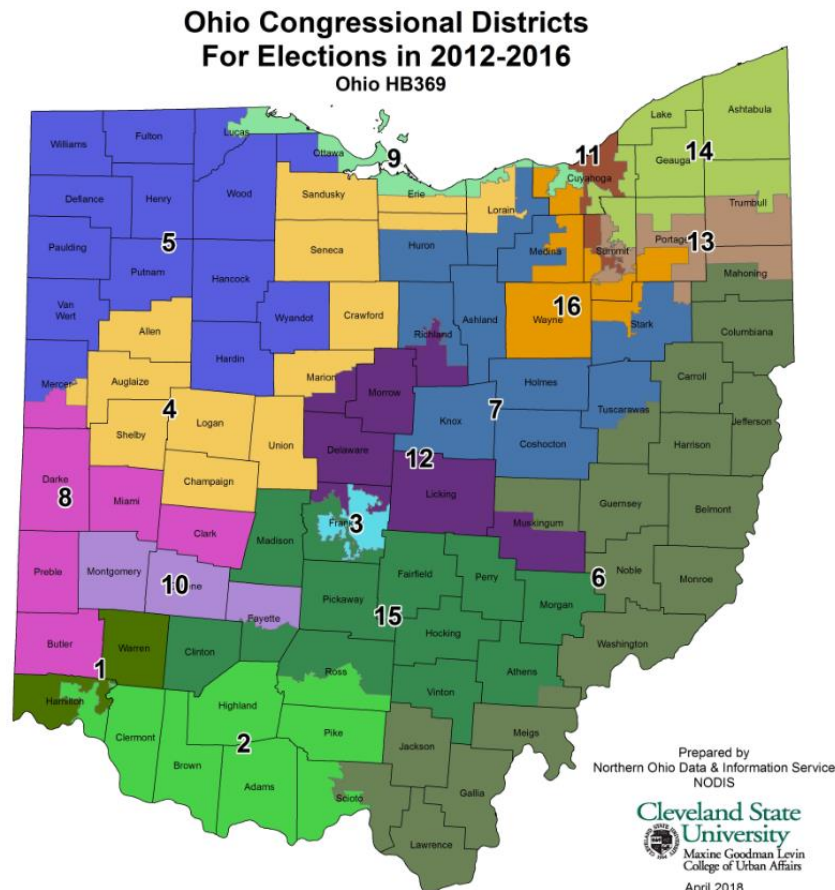 Ohio Congressional Districts
For Elections in 2012-2016
Ohio HB369
Williams
Fulton
Lucas
Ottawa
9
11
Lake
Ashtabula
Defiance
Henry
Wood
Sandusky
Erie
Lorain
Cuyahoga
Geauga
14
Trumbull
Paulding
5
Putnam
Hancock
Seneca
Huron
Medina
Summit
Portage
13
Mahoning
Van
Wert
Allen
Wyandot
Crawford
Richland
Ashland
Wayne
16
Stark
Columbiana
Mercer
Auglaize
Hardin
Marion
Morrow
Holmes
Carroll
4
Shelby
Logan
Union
Delaware
Knox
7
Coshocton
Tuscarawas
Harrison
Jefferson
Darke
8
Miami
Champaign
12
Licking
Muskingum
Guernsey
Belmont
Clark
Madison
Fran
3
Preble
Montgomery
10
ne
Fayette
Pickaway
Fairfield
Perry
Morgan
6
Noble
Monroe
15
Butler
Warren
1
Clinton
Ross
Hocking
Athens
Washington
Vinton
Hamilton
Clermont
Brown
Highland
2
Adams
Pike
Scioto
Jackson
Meigs
Gallia
Lawrence
Prepared by
Northern Ohio Data & Information Service
NODIS
Cleveland State
University
Maxine Goodman Levin
College of Urban Affairs
April 2018